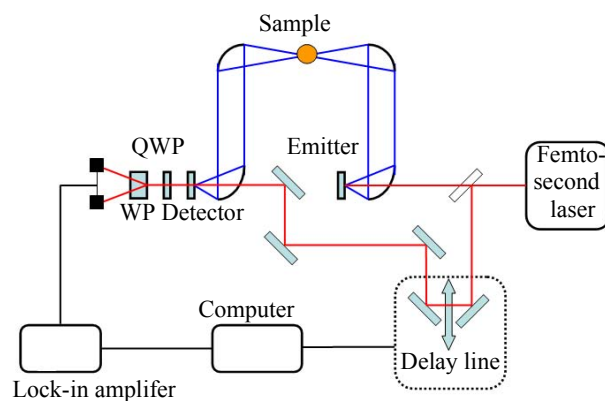 Sample
QWP
Emitter
Femto-
second
laser
WP Detector
Computer
Delay line
Lock-in amplifer